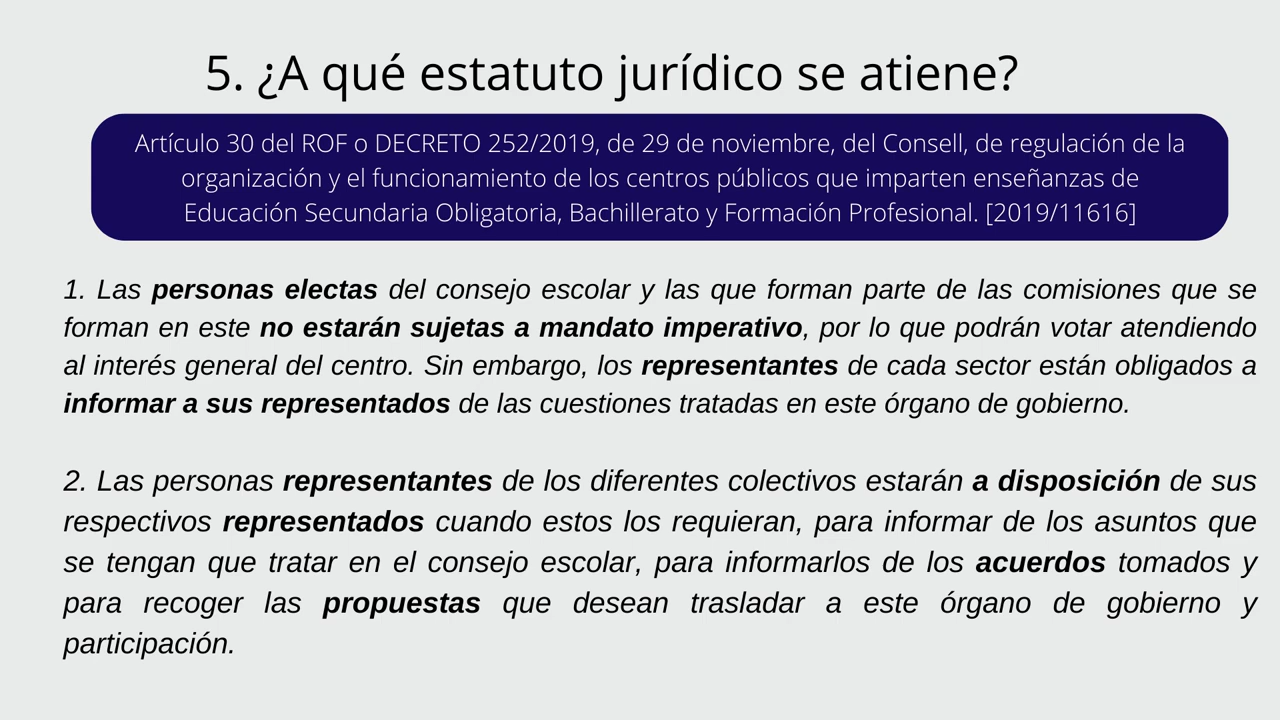 5. ¿A qué estatuto jurídico se atiene?
Artículo 30 del ROF o DECRETO 252/2019, de 29 de noviembre, del Consell, de regulación de la
organización y el funcionamiento de los centros públicos que imparten enseñanzas de
Educación Secundaria Obligatoria, Bachillerato y Formación Profesional. [2019/11616]
1. Las personas electas del consejo escolar y las que forman parte de las comisiones que se
forman en este no estarán sujetas a mandato imperativo, por lo que podrán votar atendiendo
al interés general del centro. Sin embargo, los representantes de cada sector están obligados a
informar a sus representados de las cuestiones tratadas en este órgano de gobierno.
2. Las personas representantes de los diferentes colectivos estarán a disposición de sus
respectivos representados cuando estos los requieran, para informar de los asuntos que
se tengan que tratar en el consejo escolar, para informarlos de los acuerdos tomados y
para recoger las propuestas que desean trasladar a este órgano de gobierno y
participación.